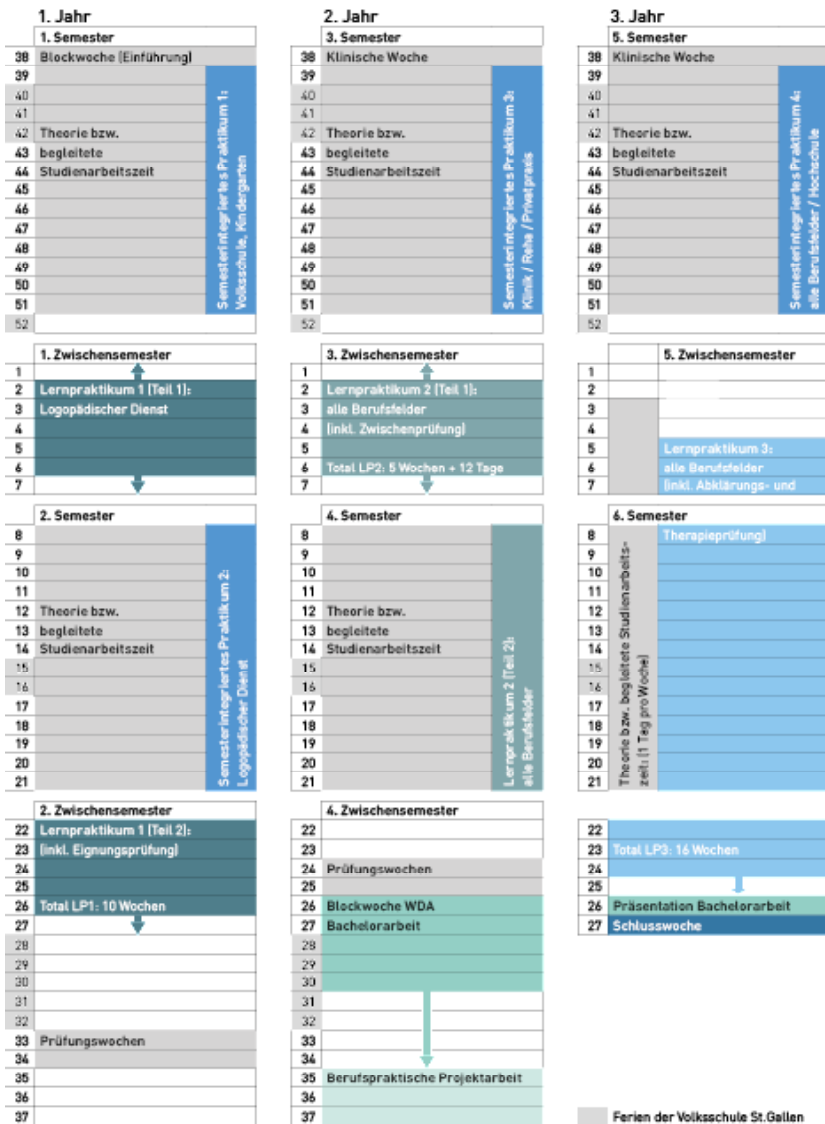 1. Jahr
1. Semester
38 Blockwoche (Einführung)
39
40
41
42 Theorie bzw.
43 begleitete
44 Studienarbeitszeit
45
46
47
48
49
50
51
52
Semesterintegriertes Praktikum 1:
Volksschule, Kindergarten
1. Zwischensemester
1
2 Lernpraktikum 1 (Teil 1):
3 Logopädischer Dienst
4
5
6
7
2. Semester
8
9
10
11
12 Theorie bzw.
13 begleitete
14 Studienarbeitszeit
15
16
17
18
19
20
21
Semesterintegriertes Praktikum 2:
Logopädischer Dienst
2. Zwischensemester
22 Lernpraktikum 1 (Teil 2):
23 (inkl. Eignungsprüfung)
24
25
26 Total LP1: 10 Wochen
27
28
29
30
31
32
33 Prüfungswochen
34
35
36
37
2. Jahr
3. Semester
38 Klinische Woche
39
40
41
42 Theorie bzw.
43 begleitete
44 Studienarbeitszeit
45
46
47
48
49
50
51
52
Semesterintegriertes Praktikum 3:
Klinik / Reha / Privatpraxis
3. Zwischensemester
1
2 Lernpraktikum 2 (Teil 1):
3 alle Berufsfelder
4 (inkl. Zwischenprüfung)
5
6 Total LP2: 5 Wochen + 12 Tage
7
4. Semester
8
9
10
11
12 Theorie bzw.
13 begleitete
14 Studienarbeitszeit
15
16
17
18
19
20
21
Lernpraktikum 2 (Teil 2):
alle Berufsfelder
4. Zwischensemester
22
23
24 Prüfungswochen
25
26 Blockwoche WDA
27 Bachelorarbeit
28
29
30
31
32
33
34
35 Berufspraktische Projektarbeit
36
37
3. Jahr
5. Semester
38 Klinische Woche
39
40
41
42 Theorie bzw.
43 begleitete
44 Studienarbeitszeit
45
46
47
48
49
50
51
52
Semesterintegriertes Praktikum 4:
alle Berufsfelder / Hochschule
5. Zwischensemester
1
2
3
4
5 Lernpraktikum 3:
6 alle Berufsfelder
7 (inkl. Abklärungs- und
6. Semester
8 Therapieprüfung)
9
10
11
12
13
14
15
16
17
18
19
20
21
Theorie bzw. begleitete Studienarbeits-
zeit: (1 Tag pro Woche)
22
23 Total LP3: 16 Wochen
24
25
26 Präsentation Bachelorarbeit
27 Schlusswoche
Ferien der Volksschule St.Gallen